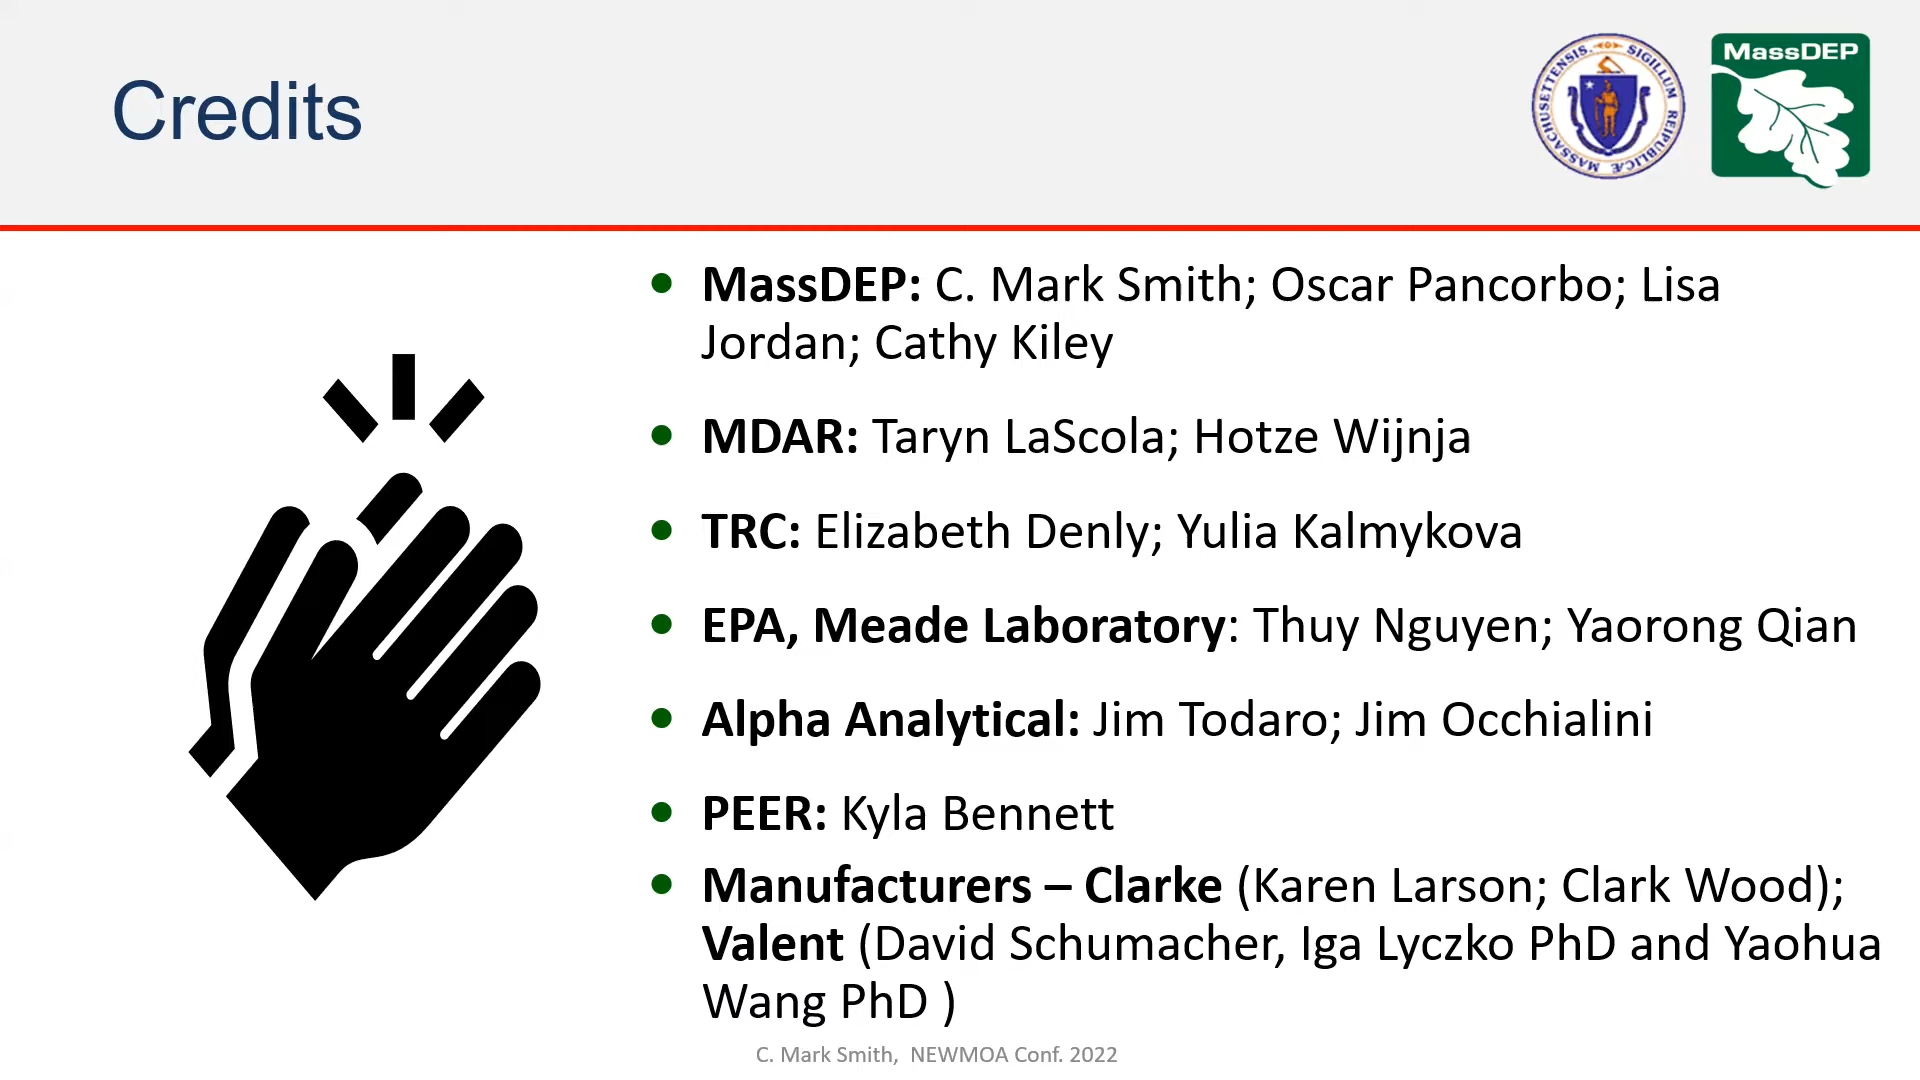 Credits
MASSACHUSETTENSIS. SIGILLUM REIPUBLICÆ
MassDEP
• MassDEP: C. Mark Smith; Oscar Pancorbo; Lisa
Jordan; Cathy Kiley
• MDAR: Taryn LaScola; Hotze Wijnja
• TRC: Elizabeth Denly; Yulia Kalmykova
• EPA, Meade Laboratory: Thuy Nguyen; Yaorong Qian
• Alpha Analytical: Jim Todaro; Jim Occhialini
• PEER: Kyla Bennett
• Manufacturers – Clarke (Karen Larson; Clark Wood);
Valent (David Schumacher, Iga Lyczko PhD and Yaohua
Wang PhD )
C. Mark Smith,  NEWMOA Conf. 2022